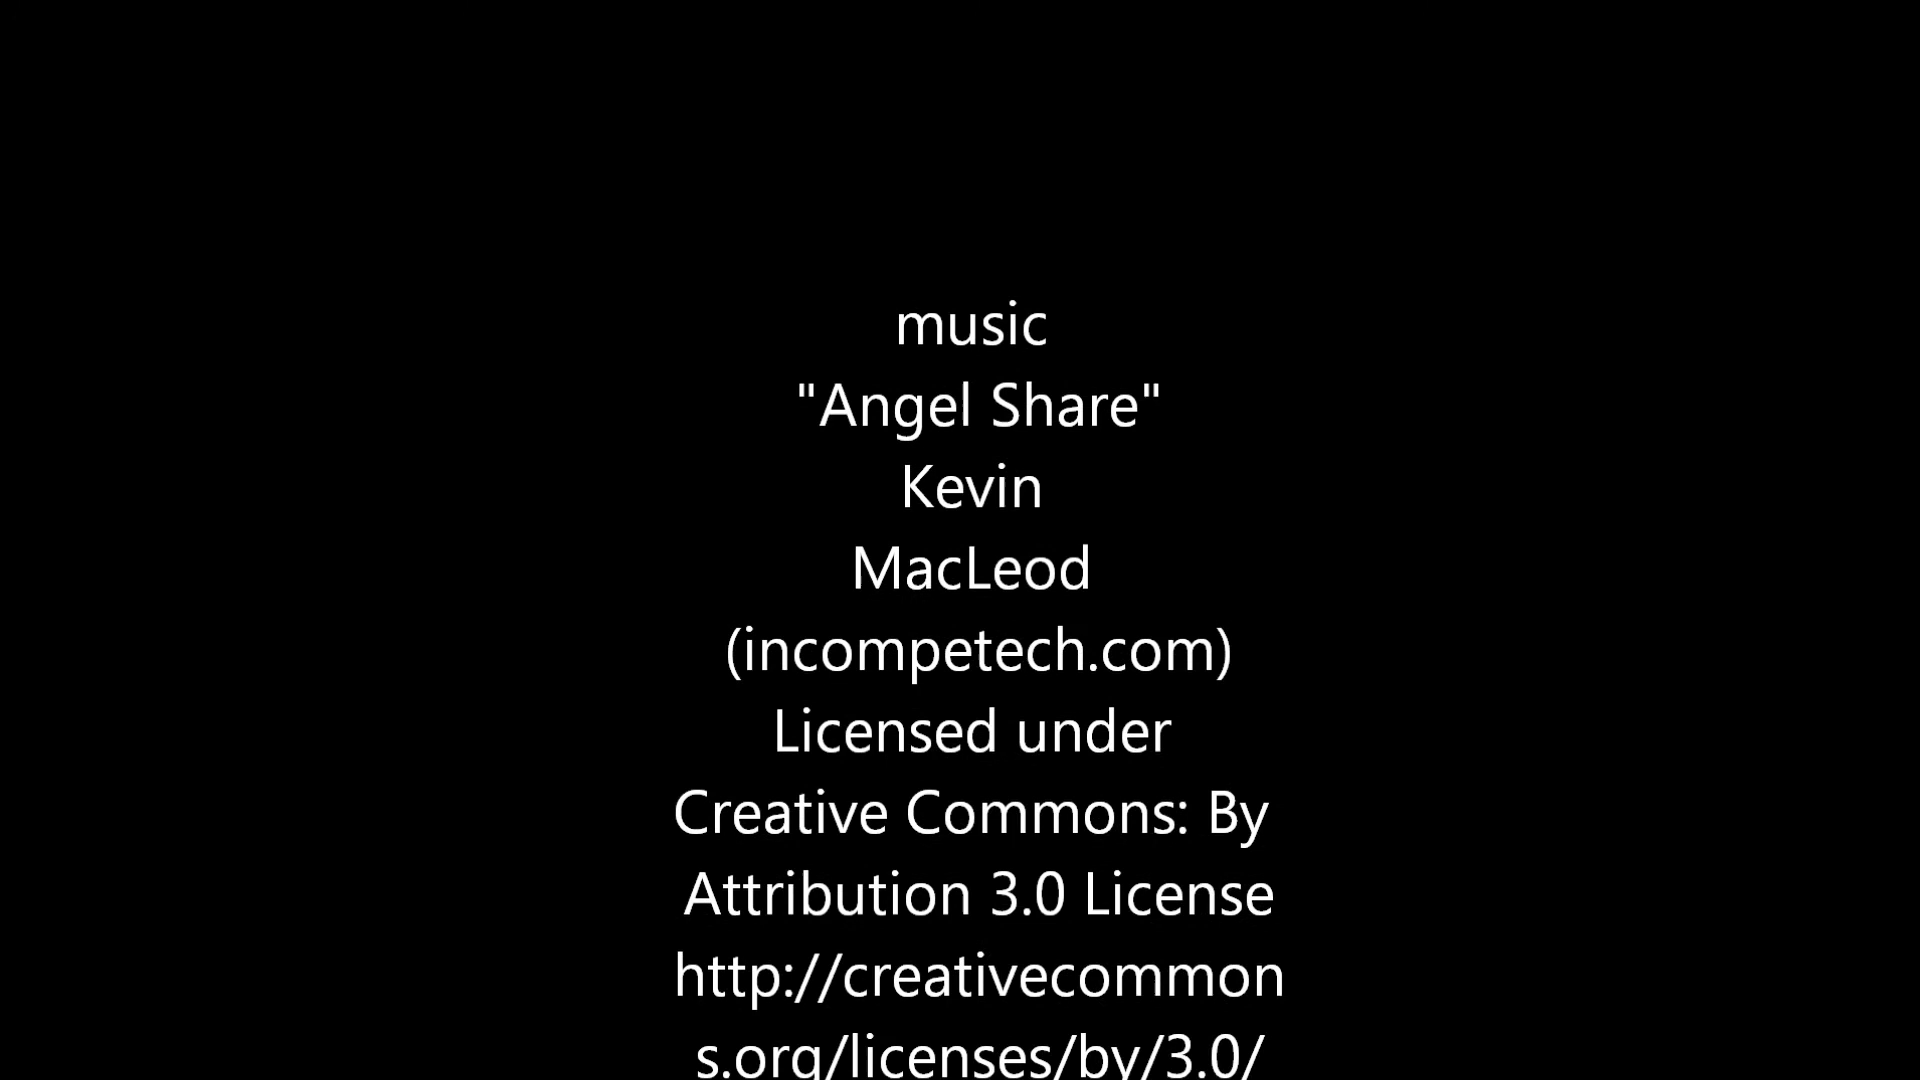 music
"Angel Share"
Kevin
MacLeod
(incompetech.com)
Licensed under
Creative Commons: By
Attribution 3.0 License
http://creativecommon
s.org/licenses/by/3.0/